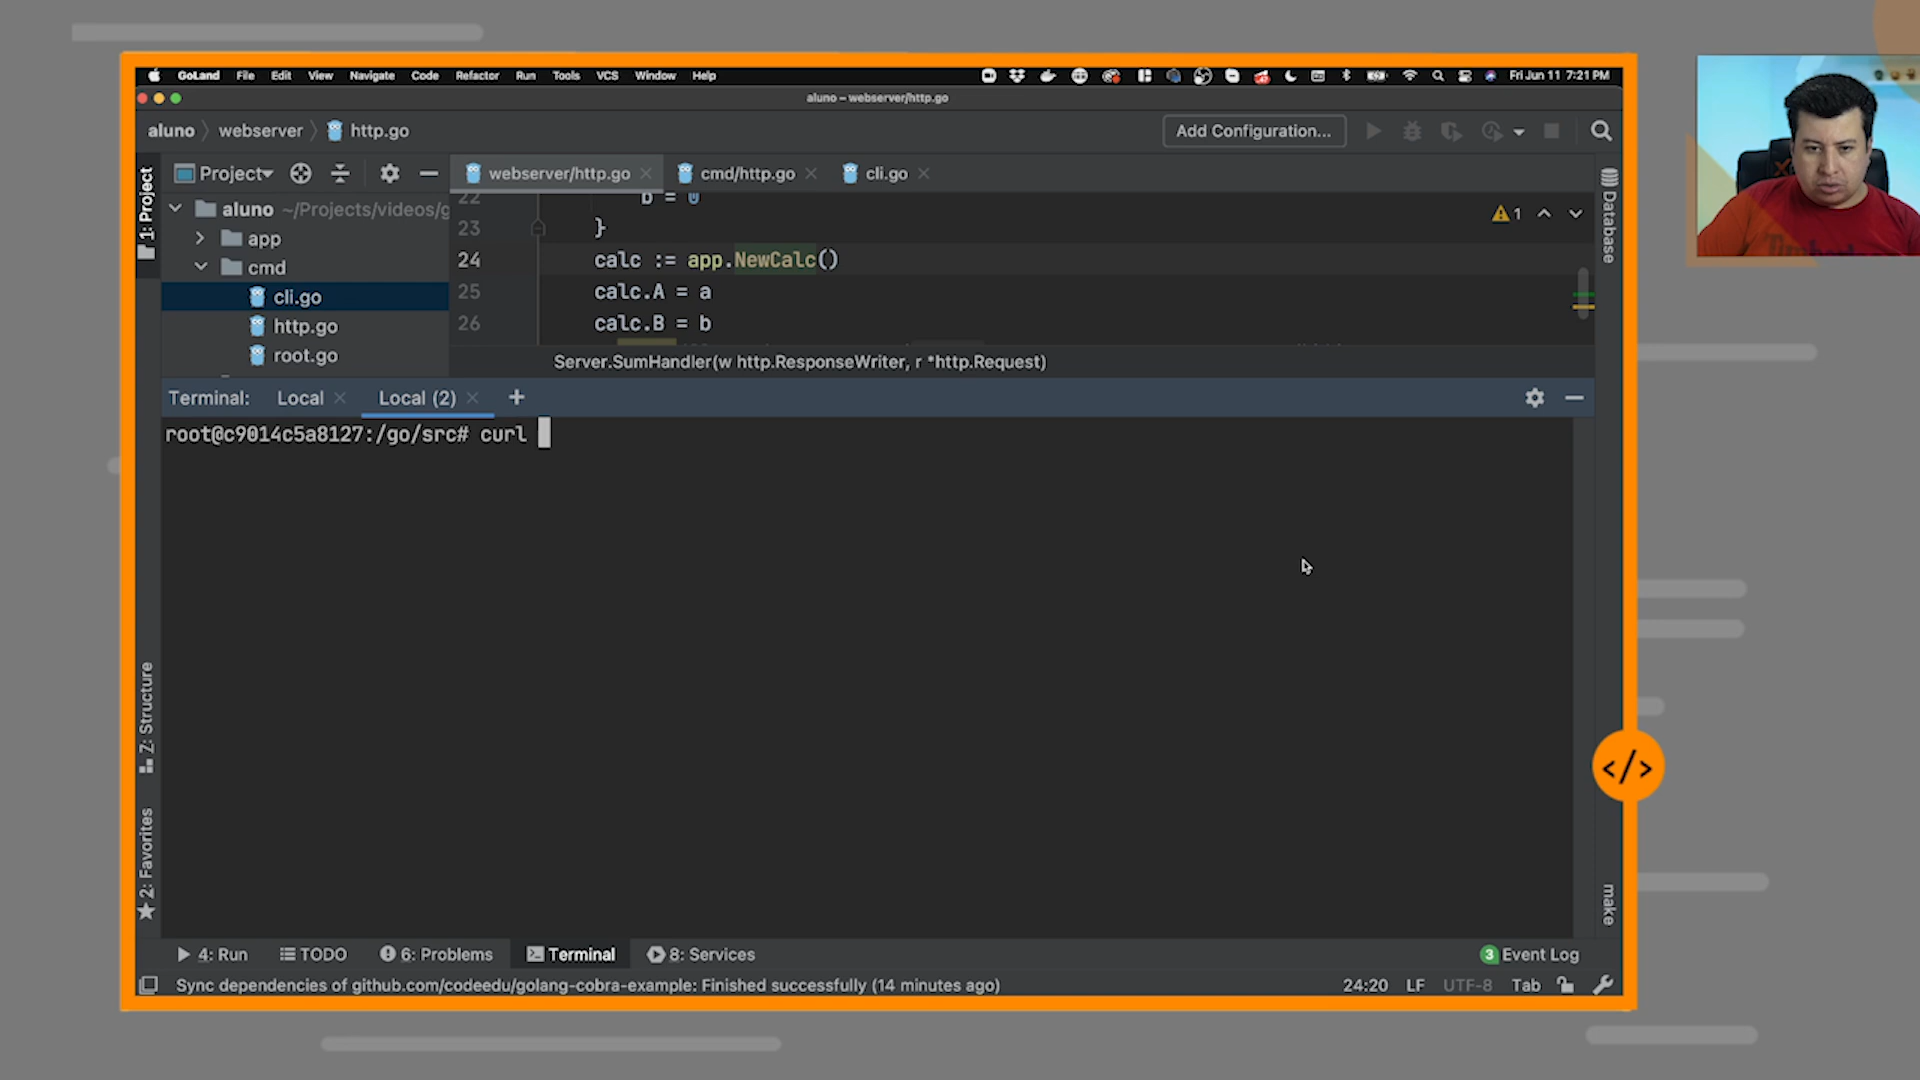 GoLand File Edit View Navigate Code Refactor Run Tools VCS Window Help Fri Jun 11 7:21 PM
aluno – webserver/http.go
aluno webserver http.go Add Configuration...
1: Project Project webserver/http.go cmd/http.go cli.go Database
aluno ~/Projects/videos/g
app
cmd
cli.go
http.go
root.go
22 b = 0
23 }
24 calc := app.NewCalc()
25 calc.A = a
26 calc.B = b
1
Server.SumHandler(w http.ResponseWriter, r *http.Request)
Terminal: Local Local (2) +
root@c9014c5a8127:/go/src# curl
Z: Structure
</>
2: Favorites
make
4: Run TODO 6: Problems Terminal 8: Services 3 Event Log
Sync dependencies of github.com/codeedu/golang-cobra-example: Finished successfully (14 minutes ago) 24:20 LF UTF-8 Tab